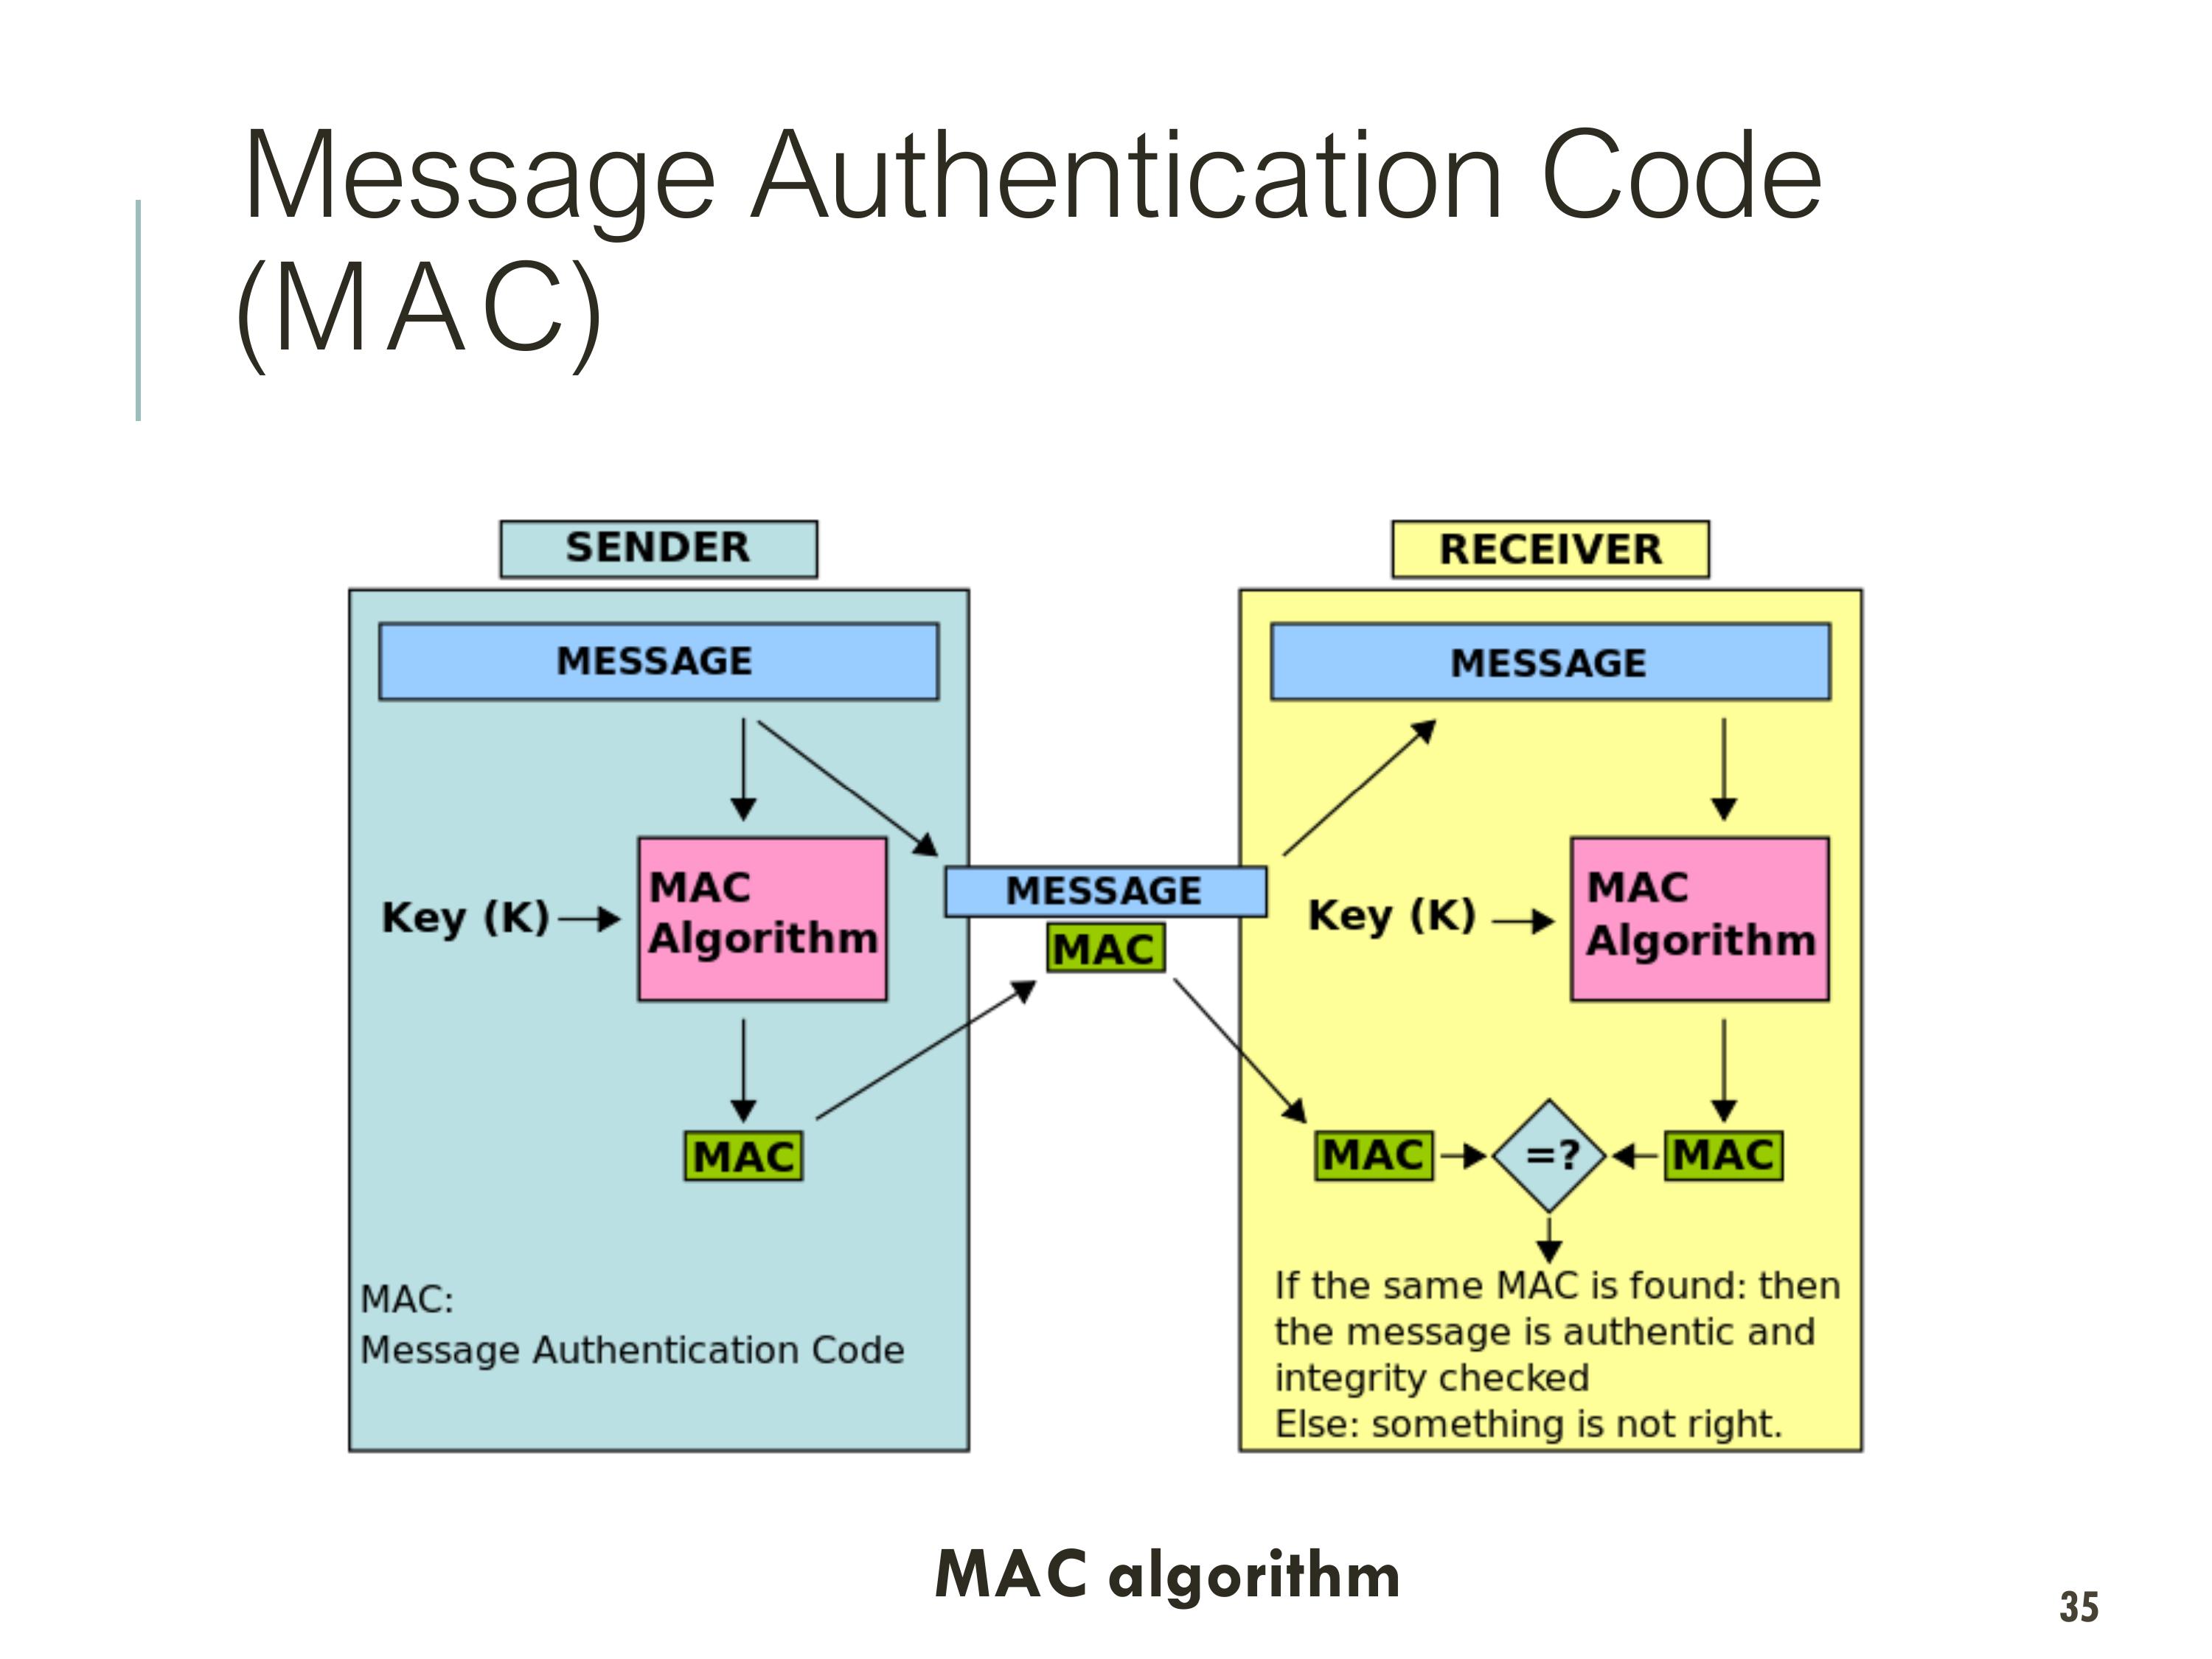 Message Authentication Code
(MAC)
SENDER
MESSAGE
Key (K)
MAC
Algorithm
MAC
MAC:
Message Authentication Code
MESSAGE
MAC
RECEIVER
MESSAGE
Key (K)
MAC
Algorithm
MAC
=?
MAC
If the same MAC is found: then
the message is authentic and
integrity checked
Else: something is not right.
MAC algorithm
35